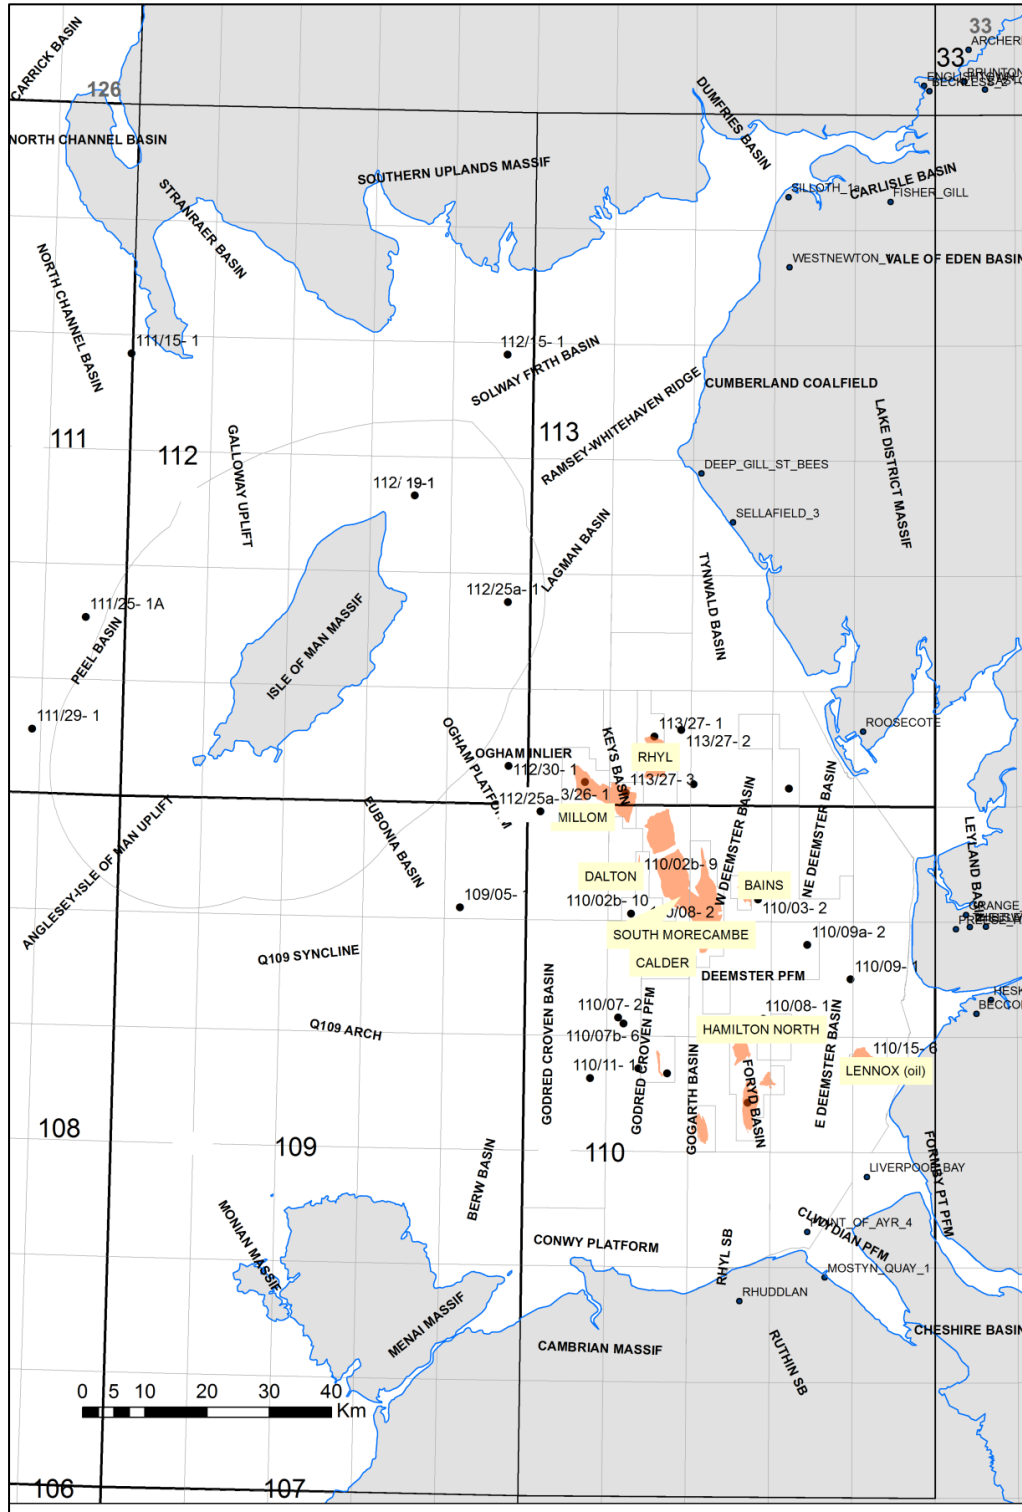 33
33
ARCHER
CARRICK BASIN
126
BRUNTON
DUMFRIES BASIN
NORTH CHANNEL BASIN
SOUTHERN UPLANDS MASSIF
CARLISLE BASIN
SILLOTH_1a
FISHER_GILL
STRANRAER BASIN
WESTNEWTON_1
VALE OF EDEN BASIN
NORTH CHANNEL BASIN
111/15- 1
112/15- 1
SOLWAY FIRTH BASIN
CUMBERLAND COALFIELD
RAMSEY-WHITEHAVEN RIDGE
LAKE DISTRICT MASSIF
111
112
113
GALLOWAY UPLIFT
DEEP_GILL_ST_BEES
112/ 19-1
SELLAFIELD_3
LAGMAN BASIN
TYNWALD BASIN
112/25a- 1
111/25- 1A
PEEL BASIN
ISLE OF MAN MASSIF
111/29- 1
ROOSECOTE
113/27- 1
113/27- 2
OGHAM PLATFORM
OGHAM INLIER
KEYS BASIN
RHYL
112/30- 1
113/27- 3
3/26- 1
112/25a-
MILLOM
W DEEMSTER BASIN
NE DEEMSTER BASIN
LEYLAND BASIN
ANGLESEY-ISLE OF MAN UPLIFT
EUBONIA BASIN
110/02b- 9
DALTON
BAINS
109/05- 1
110/02b- 10
0/08- 2
110/03- 2
SOUTH MORECAMBE
110/09a- 2
Q109 SYNCLINE
CALDER
DEEMSTER PFM
110/09- 1
HESK
BECCO
GODRED CROVEN BASIN
GODRED CROVEN PFM
110/07- 2
110/08- 1
Q109 ARCH
110/07b- 6
HAMILTON NORTH
E DEEMSTER BASIN
110/15- 6
110/11- 1
LENNOX (oil)
GOGARTH BASIN
FORYD BASIN
108
109
110
FORMBY PT PFM
BERW BASIN
LIVERPOOL_BAY
MONIAN MASSIF
POINT_OF_AYR_4
CLWYDIAN PFM
CONWY PLATFORM
RHYL SB
MOSTYN_QUAY_1
RHUDDLAN
MENAI MASSIF
CAMBRIAN MASSIF
RUTHIN SB
CHESHIRE BASIN
0 5 10 20 30 40
Km
106
107